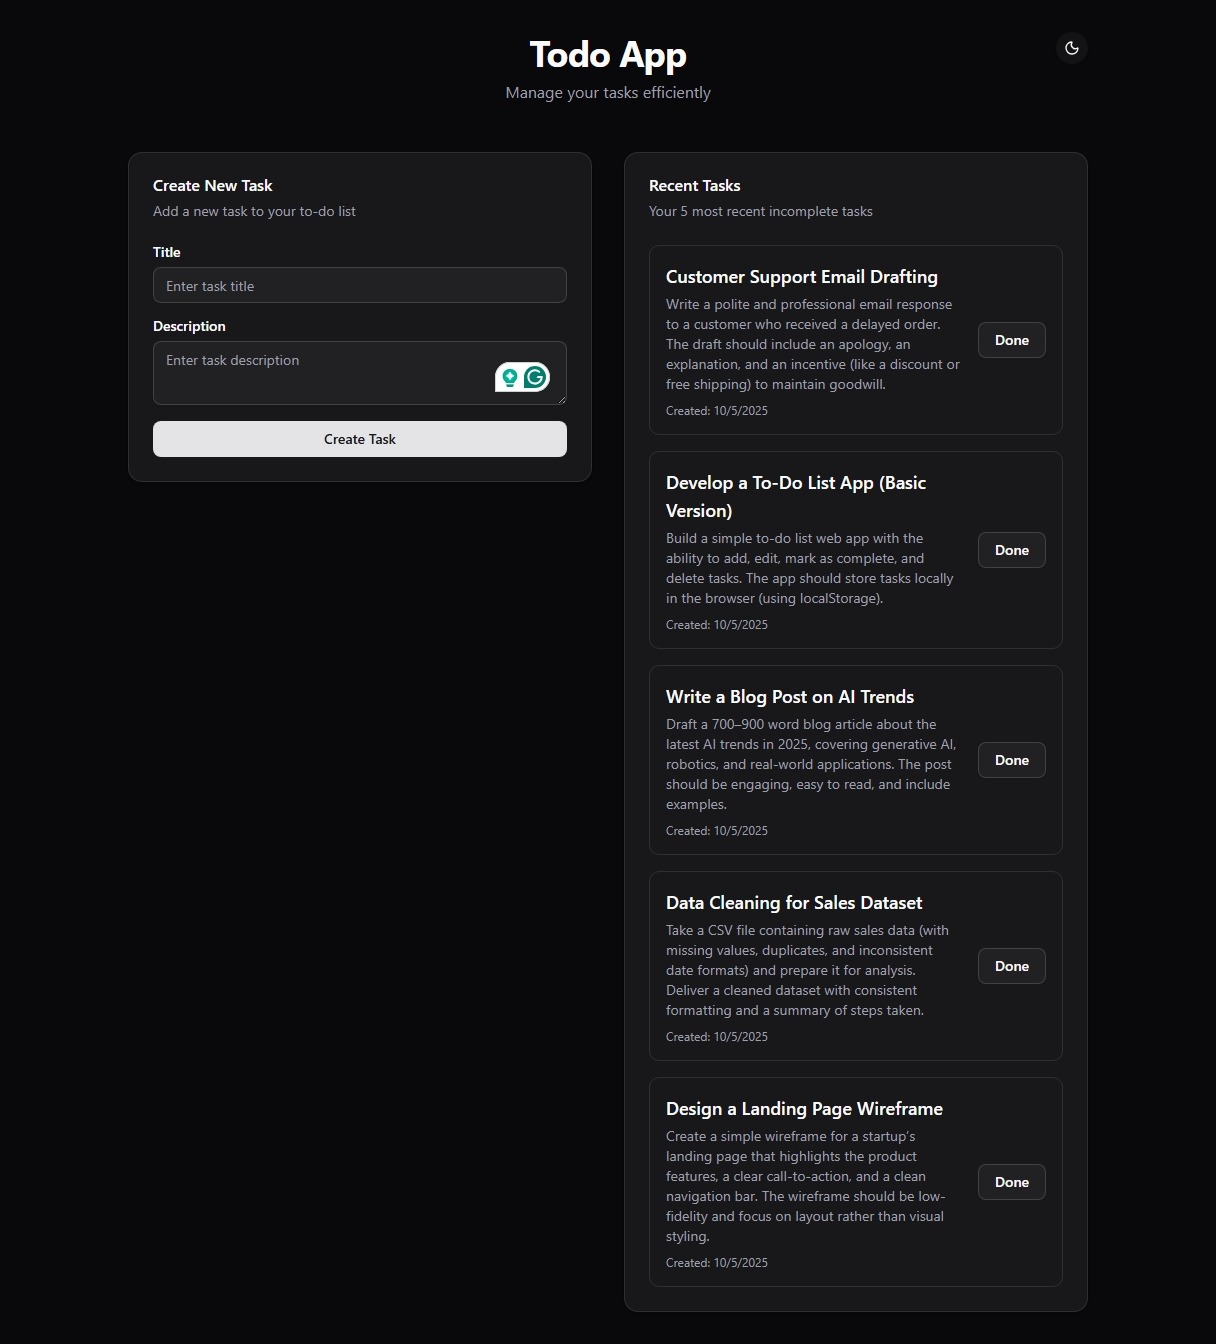 Todo App
Manage your tasks efficiently
Create New Task
Add a new task to your to-do list
Title
Enter task title
Description
Enter task description
Create Task
Recent Tasks
Your 5 most recent incomplete tasks
Customer Support Email Drafting
Write a polite and professional email response
to a customer who received a delayed order.
The draft should include an apology, an
explanation, and an incentive (like a discount or
free shipping) to maintain goodwill.
Created: 10/5/2025
Done
Develop a To-Do List App (Basic
Version)
Build a simple to-do list web app with the
ability to add, edit, mark as complete, and
delete tasks. The app should store tasks locally
in the browser (using localStorage).
Created: 10/5/2025
Done
Write a Blog Post on AI Trends
Draft a 700–900 word blog article about the
latest AI trends in 2025, covering generative AI,
robotics, and real-world applications. The post
should be engaging, easy to read, and include
examples.
Created: 10/5/2025
Done
Data Cleaning for Sales Dataset
Take a CSV file containing raw sales data (with
missing values, duplicates, and inconsistent
date formats) and prepare it for analysis.
Deliver a cleaned dataset with consistent
formatting and a summary of steps taken.
Created: 10/5/2025
Done
Design a Landing Page Wireframe
Create a simple wireframe for a startup’s
landing page that highlights the product
features, a clear call-to-action, and a clean
navigation bar. The wireframe should be low-
fidelity and focus on layout rather than visual
styling.
Created: 10/5/2025
Done